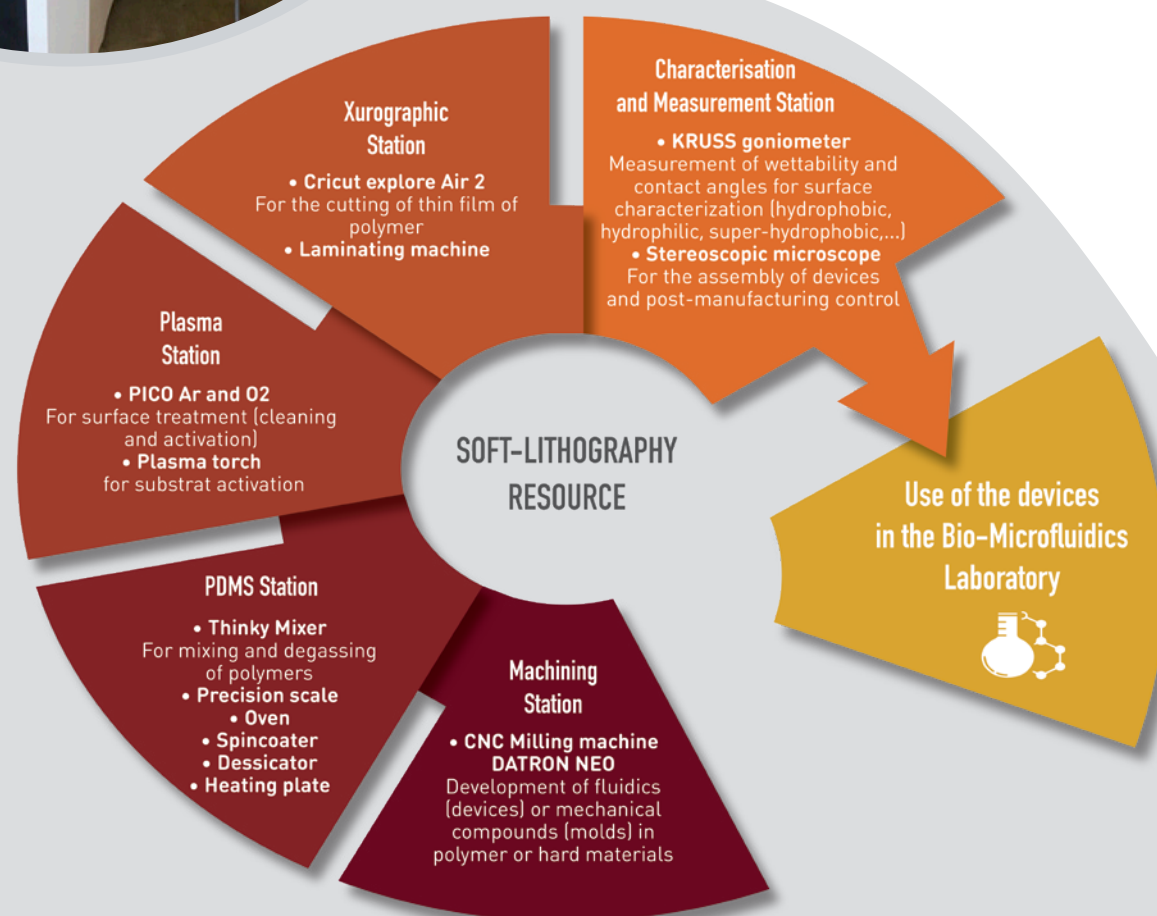 Xurographic
Station
• Cricut explore Air 2
For the cutting of thin film of
polymer
• Laminating machine
Characterisation
and Measurement Station
• KRUSS goniometer
Measurement of wettability and
contact angles for surface
characterization (hydrophobic,
hydrophilic, super-hydrophobic,...)
• Stereoscopic microscope
For the assembly of devices
and post-manufacturing control
Plasma
Station
• PICO Ar and O2
For surface treatment (cleaning
and activation)
• Plasma torch
for substrat activation
SOFT-LITHOGRAPHY
RESOURCE
Use of the devices
in the Bio-Microfluidics
Laboratory
PDMS Station
• Thinky Mixer
For mixing and degassing
of polymers
• Precision scale
• Oven
• Spincoater
• Dessicator
• Heating plate
Machining
Station
• CNC Milling machine
DATRON NEO
Development of fluidics
(devices) or mechanical
compounds (molds) in
polymer or hard materials